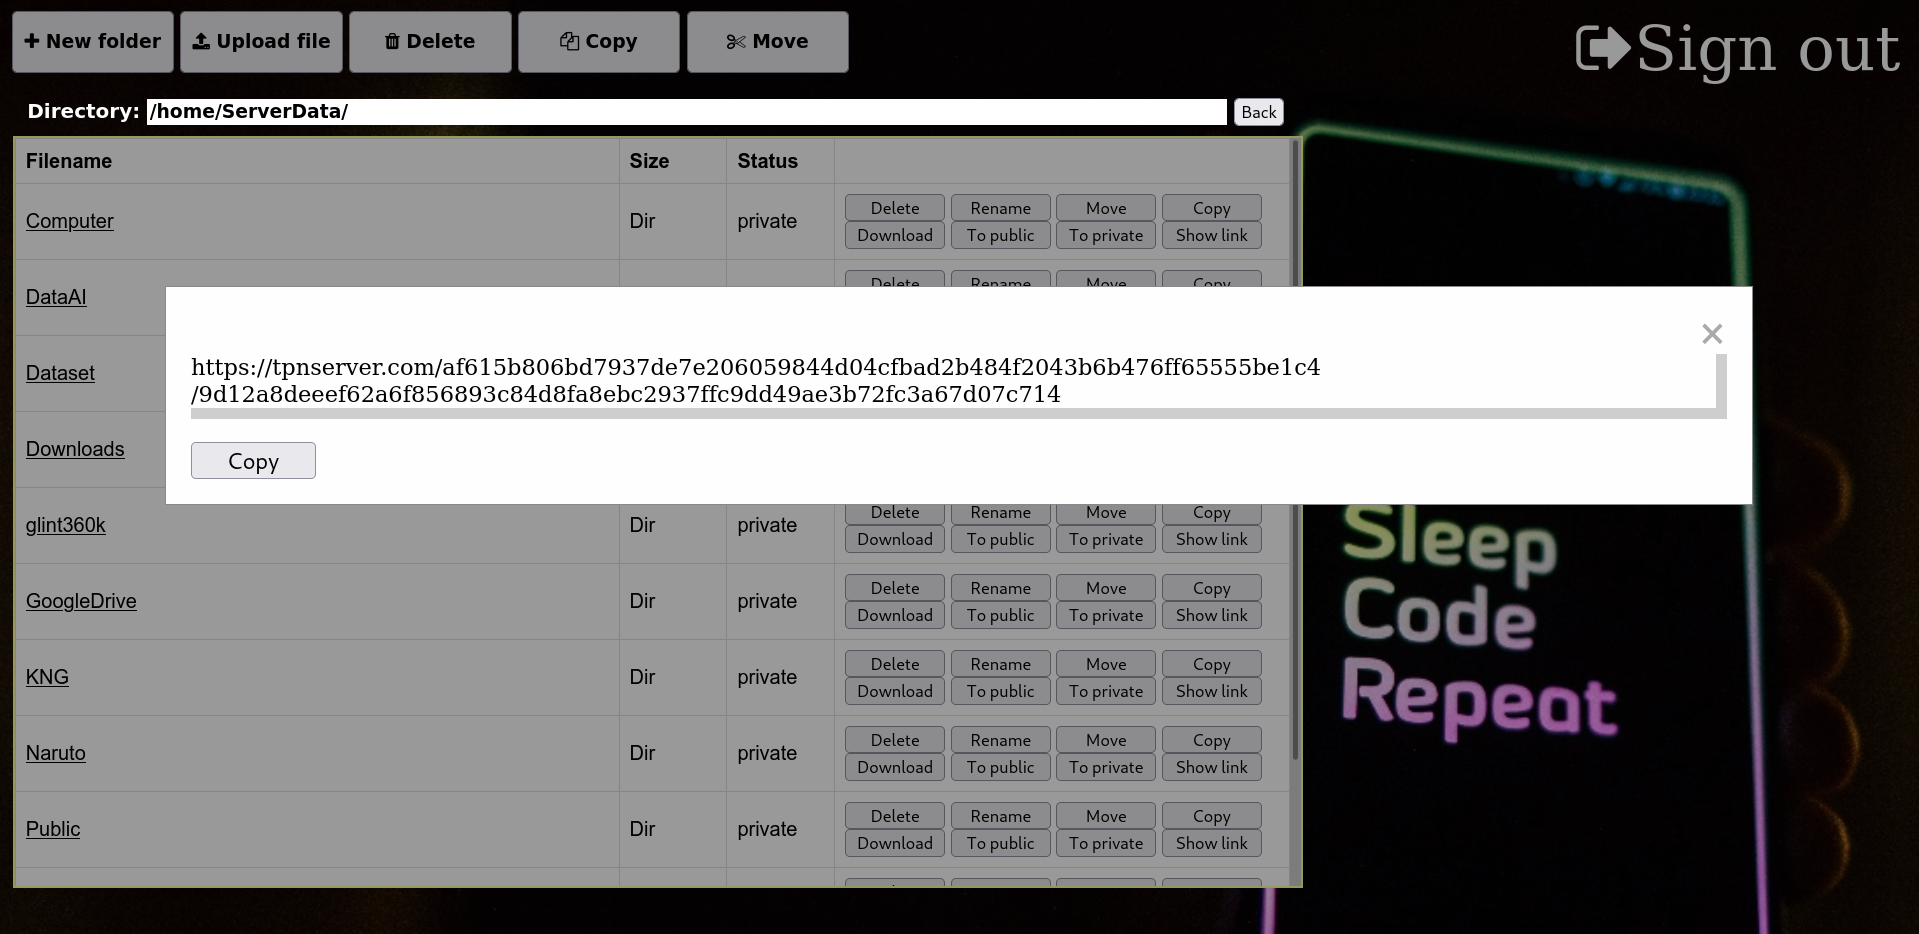 New folder Upload file Delete Copy Move Sign out
Directory: /home/ServerData/ Back
Filename Size Status
Computer Dir private Delete Rename Move Copy
Download To public To private Show link
DataAI Delete Rename Move Copy
https://tpnserver.com/af615b806bd7937de7e206059844d04cfbad2b484f2043b6b476ff65555be1c4
/9d12a8deeef62a6f856893c84d8fa8ebc2937ffc9dd49ae3b72fc3a67d07c714
Copy
Dataset
Downloads
glint360k Dir private Delete Rename Move Copy
Download To public To private Show link
GoogleDrive Dir private Delete Rename Move Copy
Download To public To private Show link
KNG Dir private Delete Rename Move Copy
Download To public To private Show link
Naruto Dir private Delete Rename Move Copy
Download To public To private Show link
Public Dir private Delete Rename Move Copy
Download To public To private Show link
Sleep
Code
Repeat